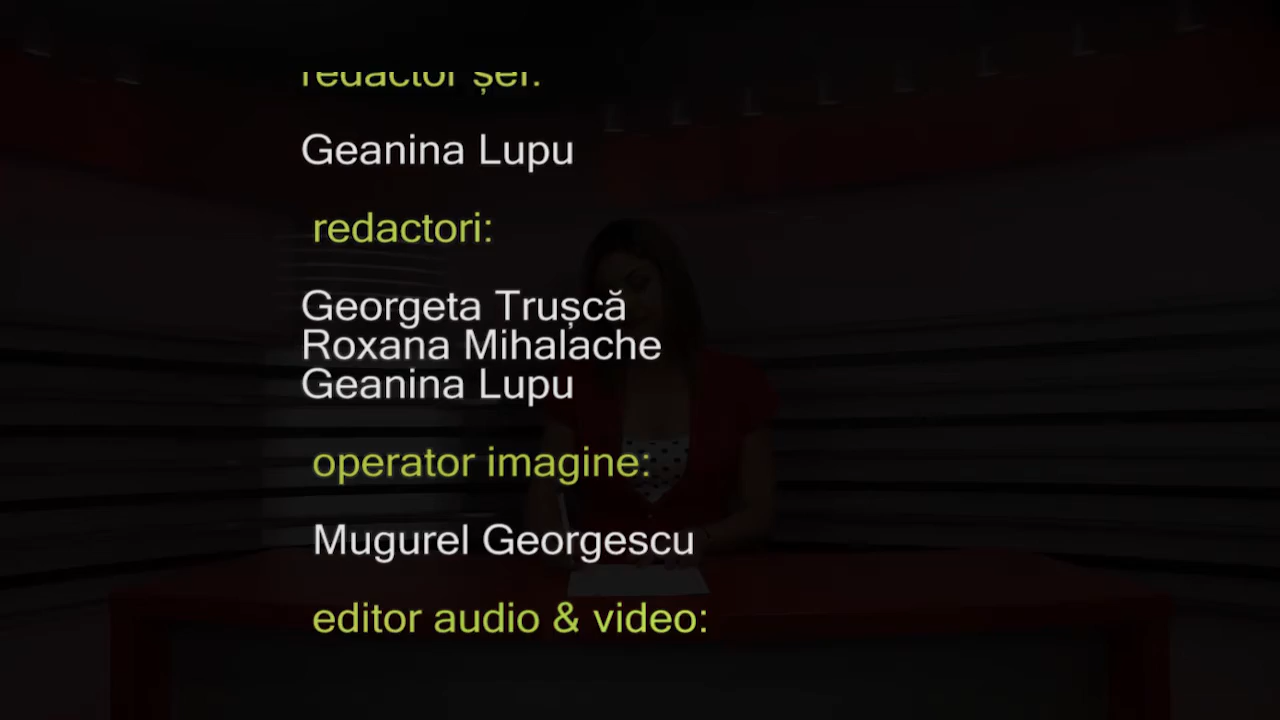 redactor șef:
Geanina Lupu
redactori:
Georgeta Trușcă
Roxana Mihalache
Geanina Lupu
operator imagine:
Mugurel Georgescu
editor audio & video: